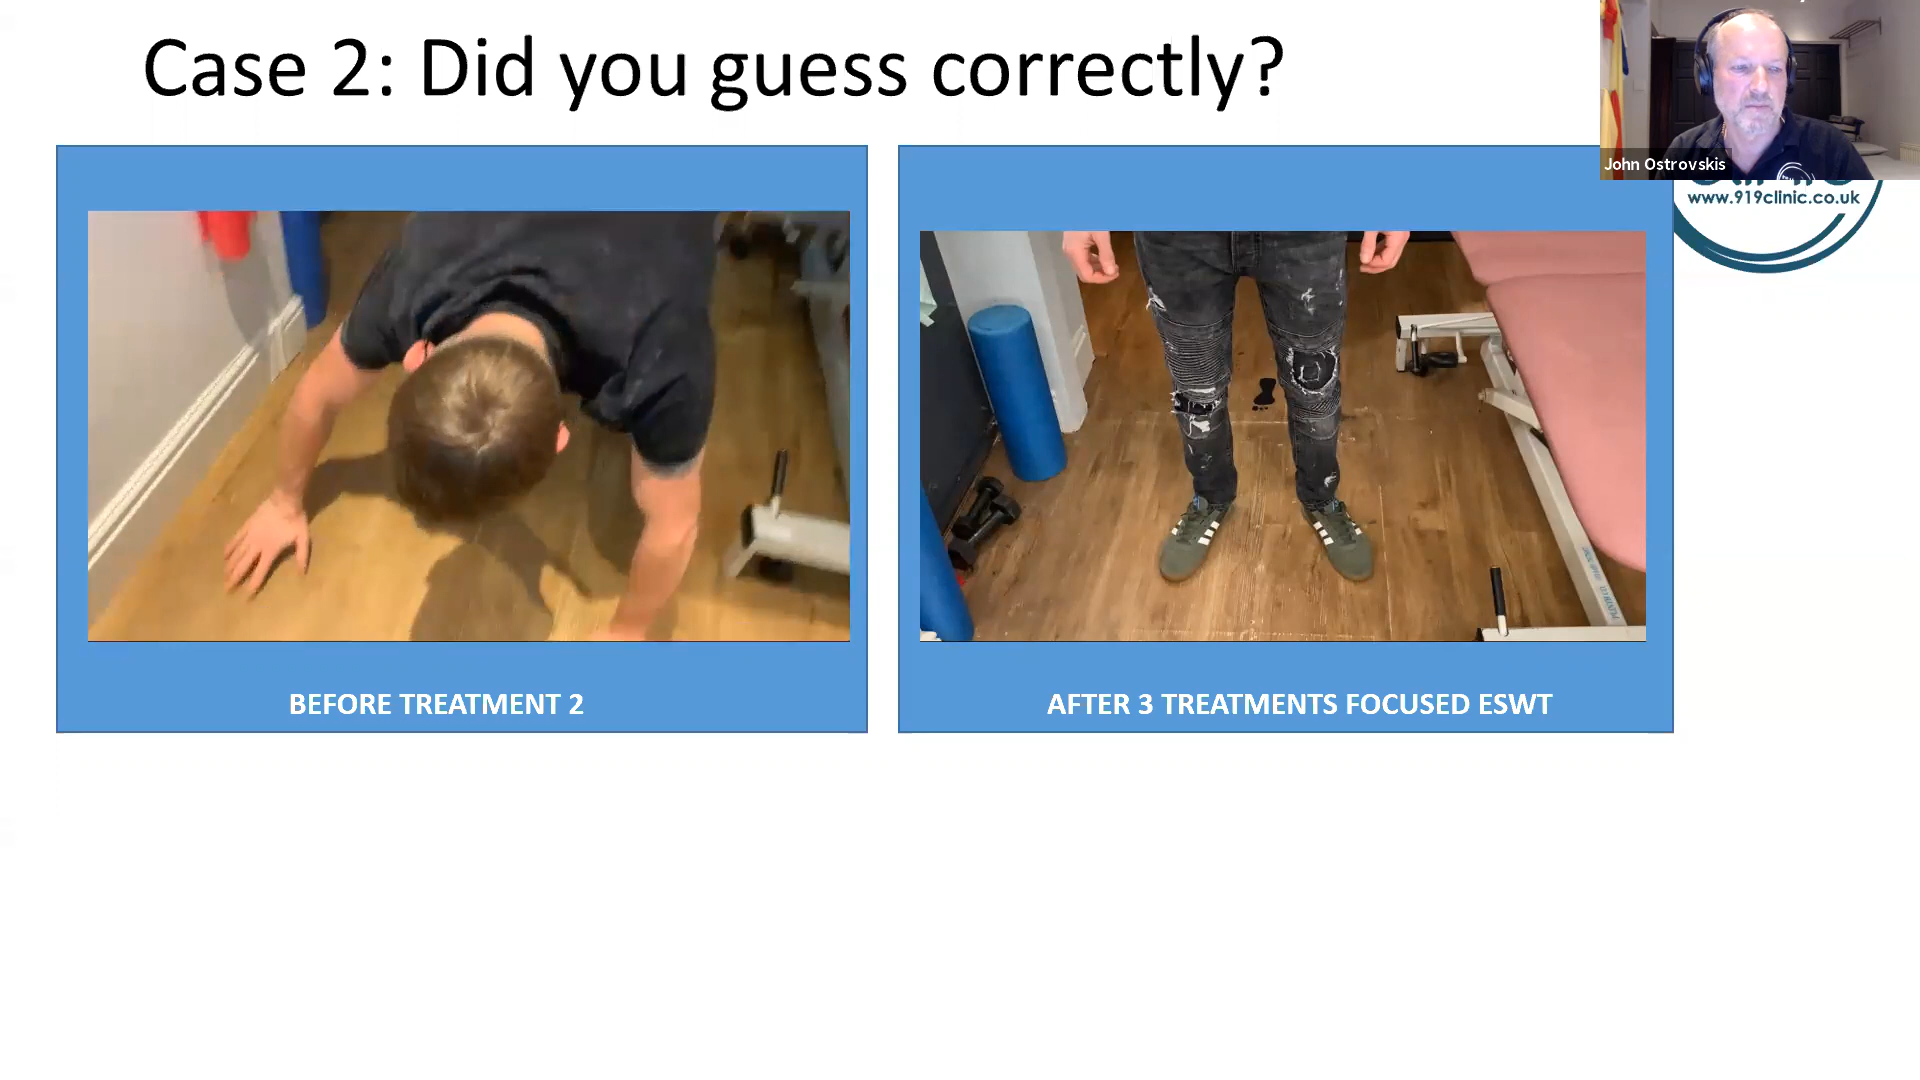 Case 2: Did you guess correctly?
John Ostrovskis
www.919clinic.co.uk
BEFORE TREATMENT 2
AFTER 3 TREATMENTS FOCUSED ESWT